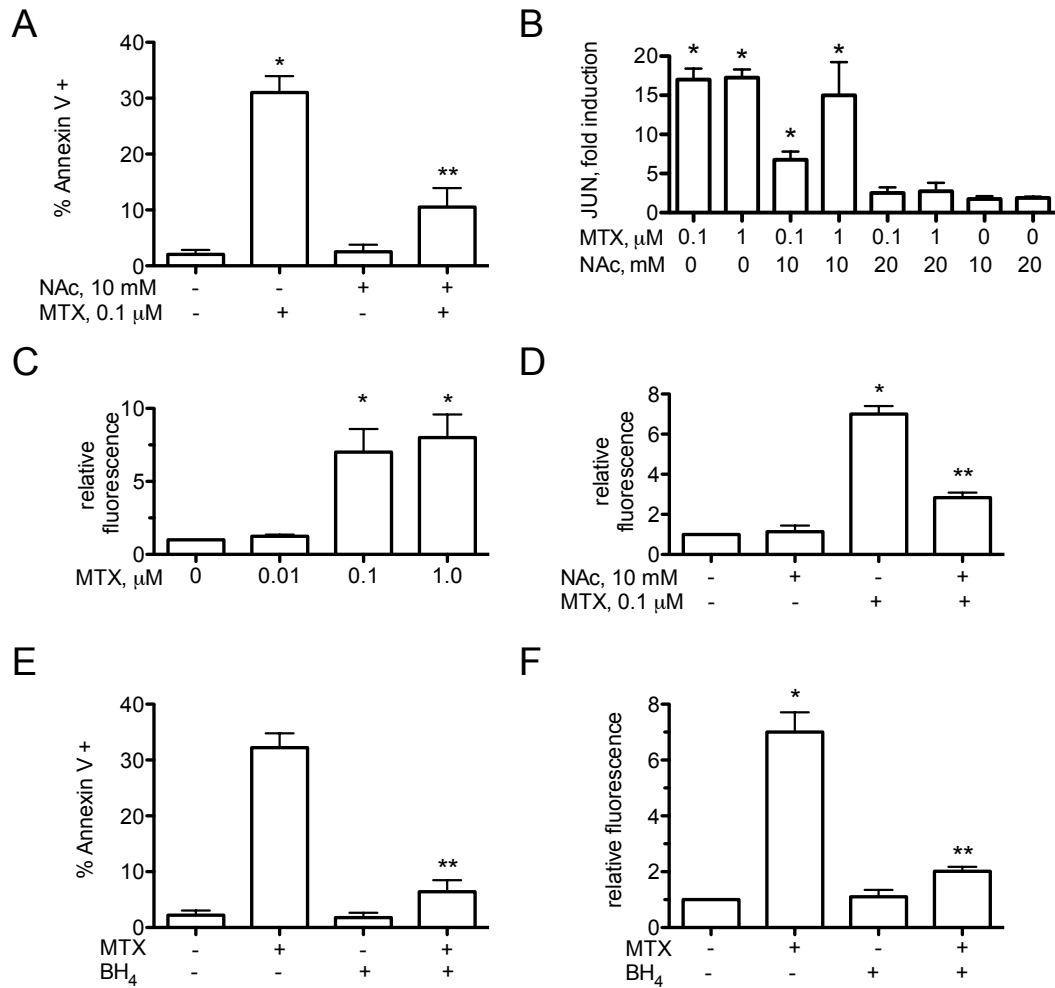 A
% Annexin V +
40
30
20
10
0
*
**
NAc, 10 mM - - + +
MTX, 0.1 μM - + - +
B
JUN, fold induction
20
15
10
5
0
* * * *
MTX, μM 0.1 1 0.1 1 0.1 1 0 0
NAc, mM 0 0 10 10 20 20 10 20
C
relative
fluorescence
10
5
0
* *
MTX, μM 0 0.01 0.1 1.0
D
relative
fluorescence
8
6
4
2
0
*
**
NAc, 10 mM - + - +
MTX, 0.1 μM - - + +
E
% Annexin V +
40
30
20
10
0
**
MTX - + - +
BH4 - - + +
F
relative fluorescence
8
6
4
2
0
*
**
MTX - + - +
BH4 - - + +